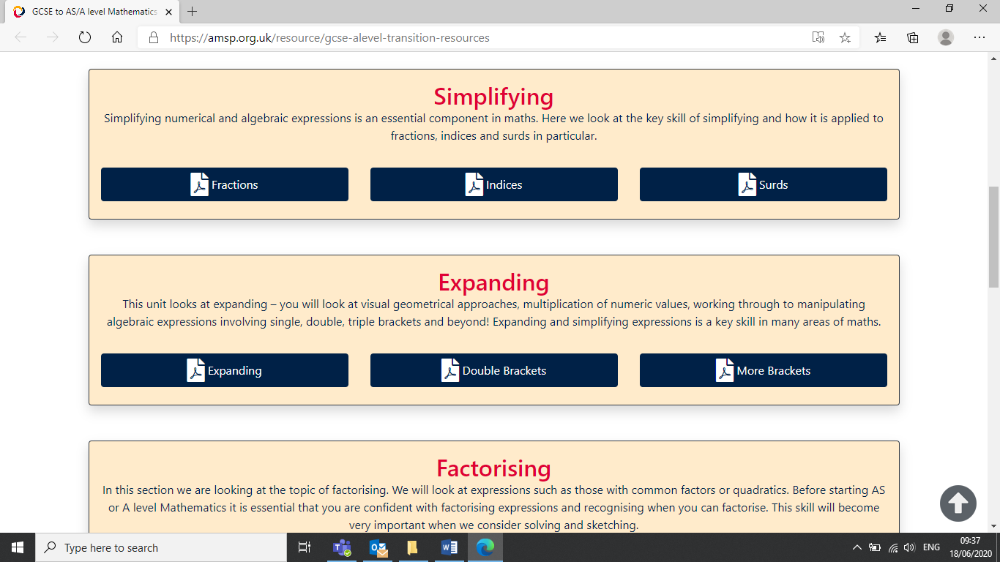 GCSE to AS/A level Mathematics
https://amsp.org.uk/resource/gcse-alevel-transition-resources
Simplifying
Simplifying numerical and algebraic expressions is an essential component in maths. Here we look at the key skill of simplifying and how it is applied to
fractions, indices and surds in particular.
Fractions
Indices
Surds
Expanding
This unit looks at expanding – you will look at visual geometrical approaches, multiplication of numeric values, working through to manipulating
algebraic expressions involving single, double, triple brackets and beyond! Expanding and simplifying expressions is a key skill in many areas of maths.
Expanding
Double Brackets
More Brackets
Factorising
In this section we are looking at the topic of factorising. We will look at expressions such as those with common factors or quadratics. Before starting AS
or A level Mathematics it is essential that you are confident with factorising expressions and recognising when you can factorise. This skill will become
very important when we consider solving and sketching.
Type here to search
ENG
09:37
18/06/2020